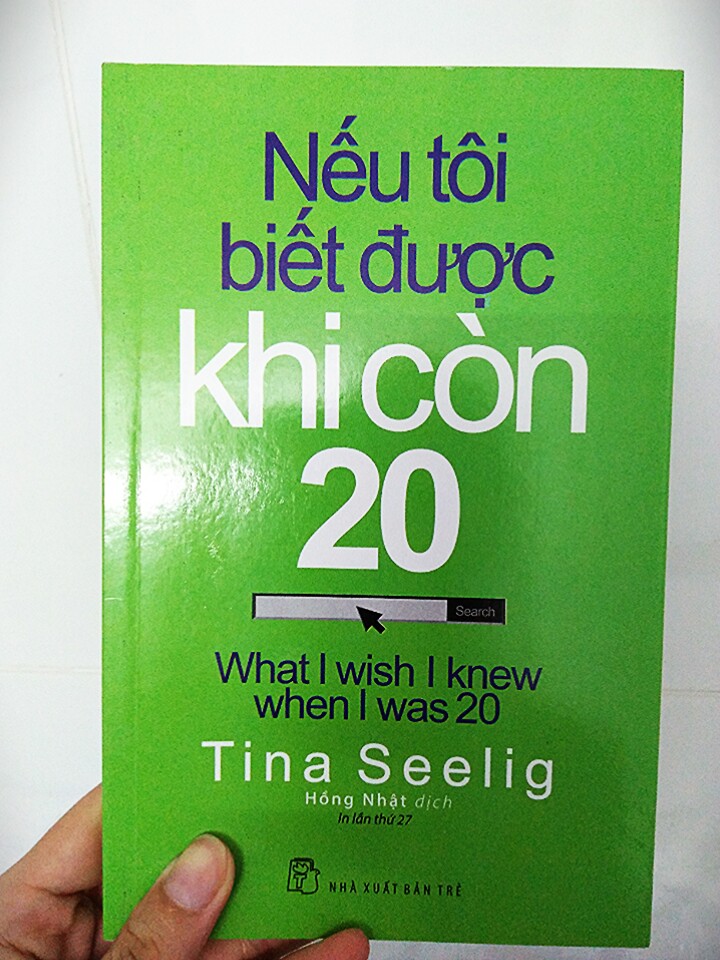 Nếu tôi
biết được
khi còn
20
Search
What I wish I knew
when I was 20
Tina Seelig
Hồng Nhật dịch
In lần thứ 27
NHÀ XUẤT BẢN TRẺ